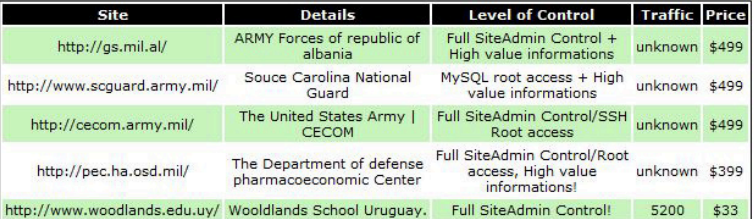 Site Details Level of Control Traffic Price
http://gs.mil.al/ ARMY Forces of republic of albania Full SiteAdmin Control + High value informations unknown $499
http://www.scguard.army.mil/ Souce Carolina National Guard MySQL root access + High value informations unknown $499
http://cecom.army.mil/ The United States Army | CECOM Full SiteAdmin Control/SSH Root access unknown $499
http://pec.ha.osd.mil/ The Department of defense pharmacoeconomic Center Full SiteAdmin Control/Root access, High value informations! unknown $399
http://www.woodlands.edu.uy/ Wooldlands School Uruguay. Full SiteAdmin Control! 5200 $33